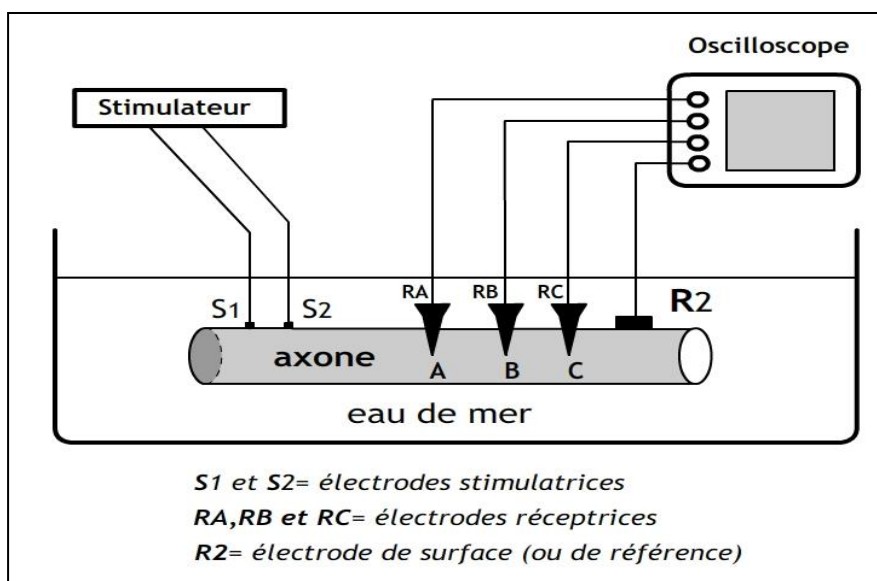 Oscilloscope
Stimulateur
S1 S2 RA RB RC R2
axone A B C
eau de mer
S1 et S2= électrodes stimulatrices
RA,RB et RC= électrodes réceptrices
R2= électrode de surface (ou de référence)